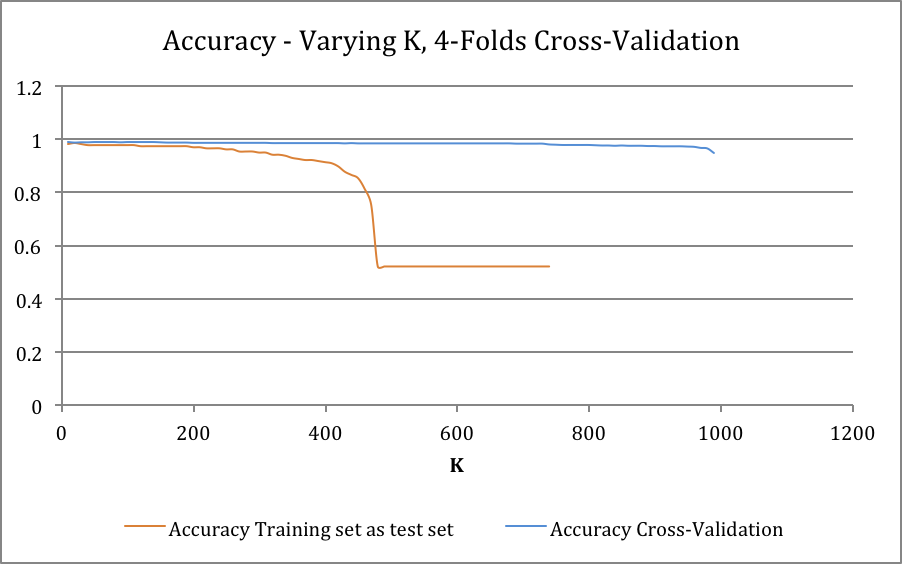 Accuracy - Varying K, 4-Folds Cross-Validation
1.2
1
0.8
0.6
0.4
0.2
0
0 200 400 600 800 1000 1200
K
Accuracy Training set as test set Accuracy Cross-Validation